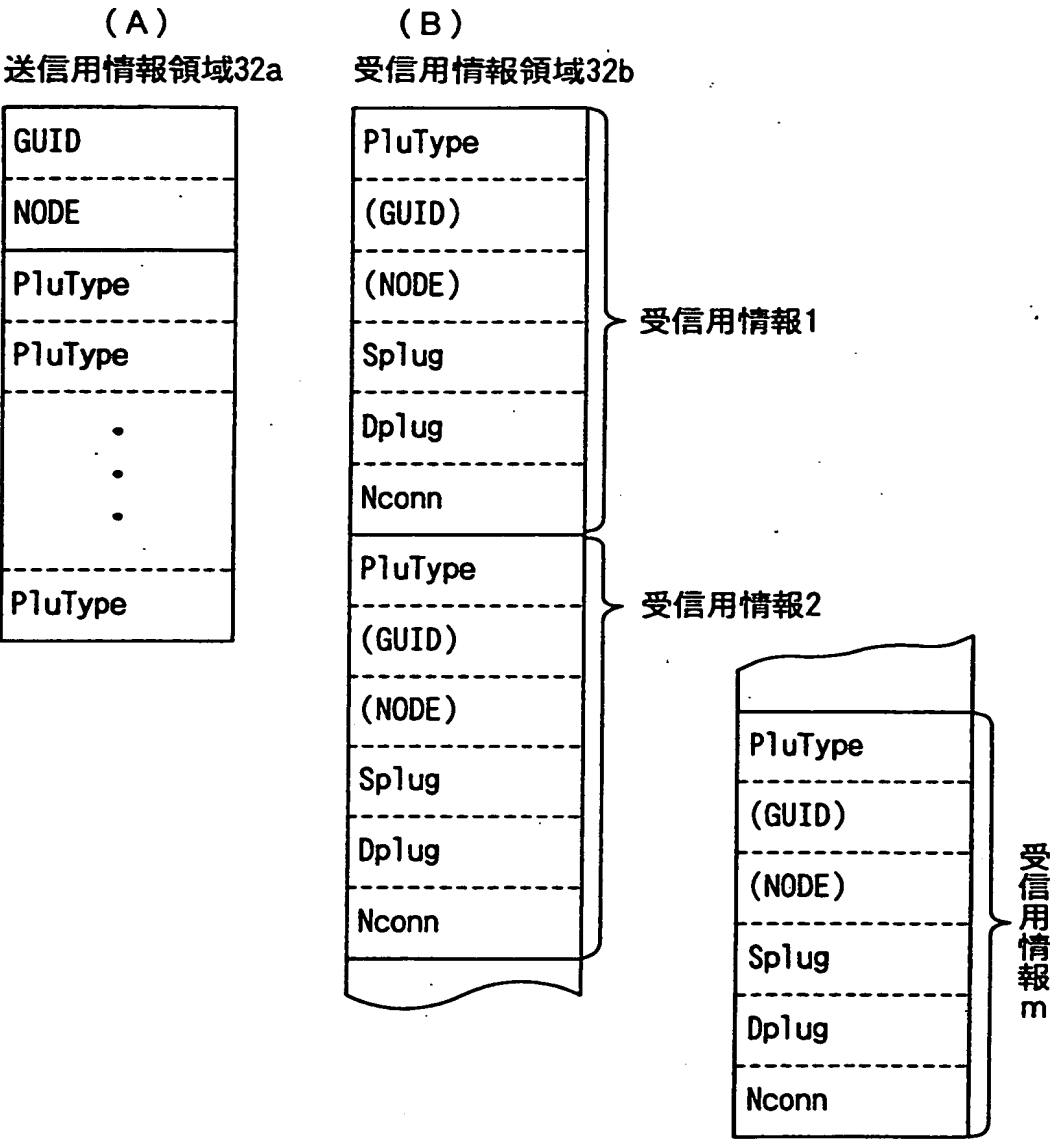 (A)
送信用情報領域32a
GUID
NODE
PluType
PluType
PluType
(B)
受信用情報領域32b
PluType
(GUID)
(NODE)
Splug
Dplug
Nconn
受信用情報1
PluType
(GUID)
(NODE)
Splug
Dplug
Nconn
受信用情報2
PluType
(GUID)
(NODE)
Splug
Dplug
Nconn
受信用情報m